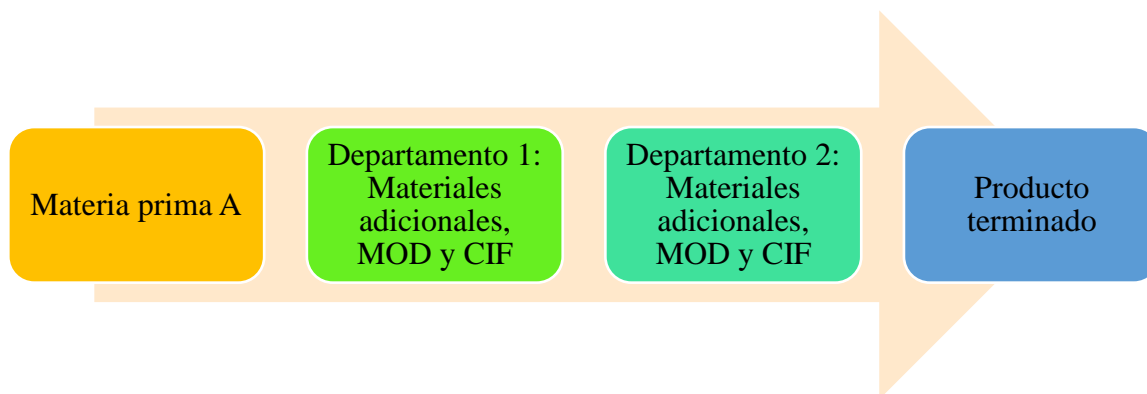 Materia prima A
Departamento 1:
Materiales
adicionales,
MOD y CIF
Departamento 2:
Materiales
adicionales,
MOD y CIF
Producto
terminado